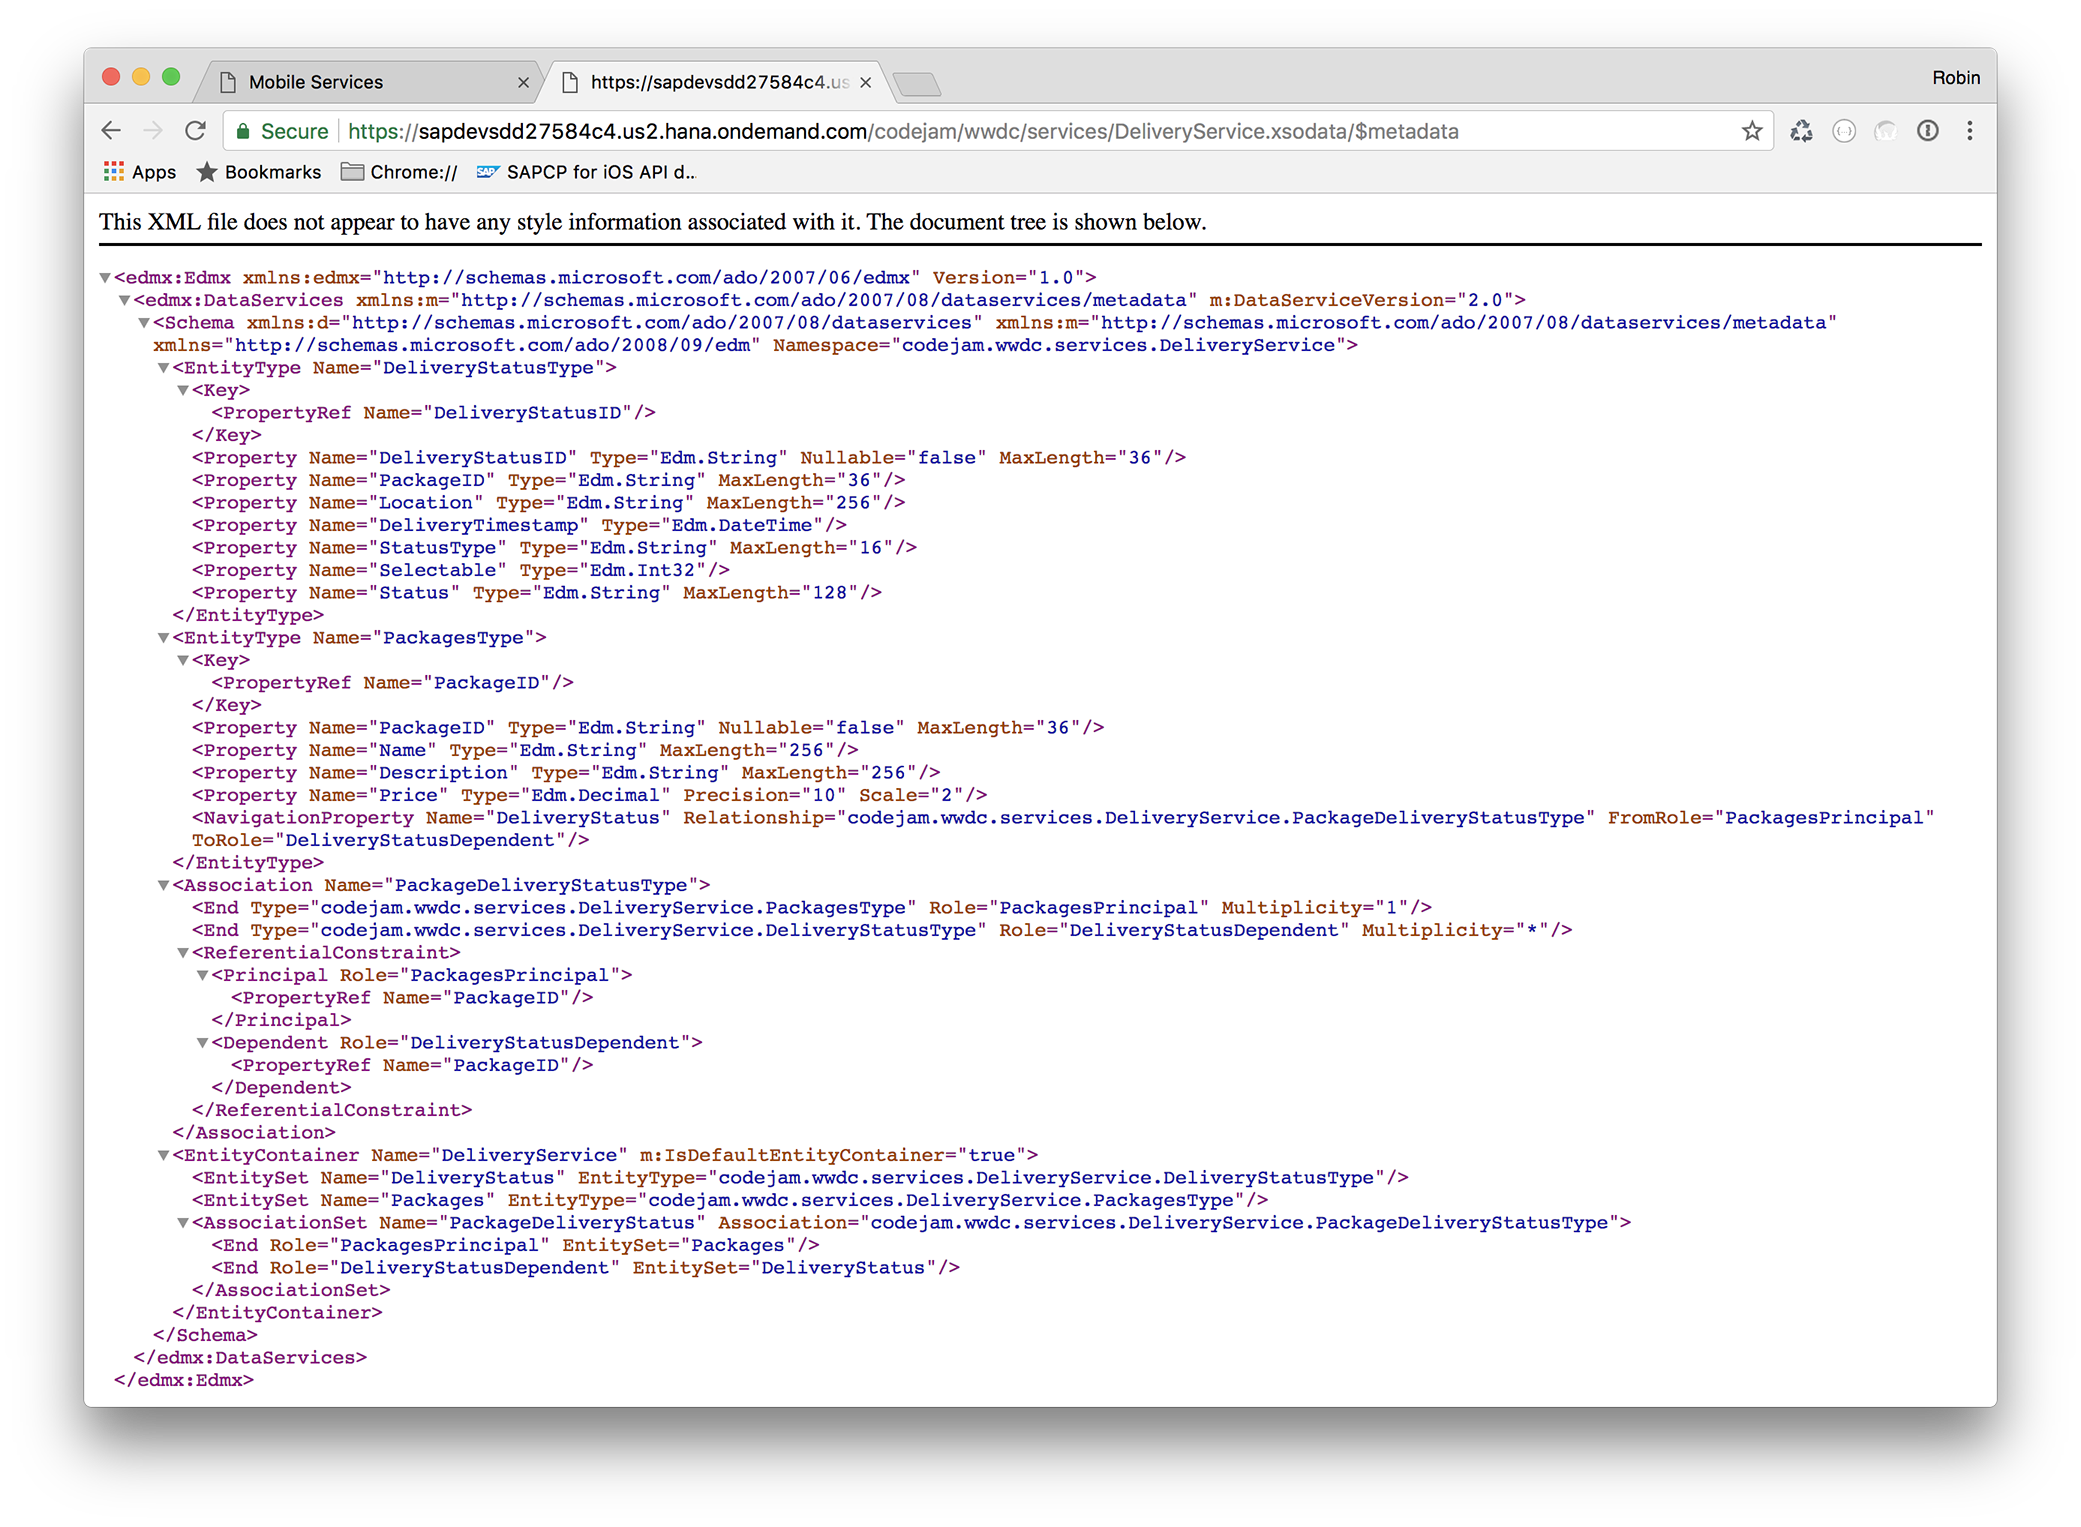 Mobile Services
https://sapdevsdd27584c4.us
Robin
Secure https://sapdevsdd27584c4.us2.hana.ondemand.com/codejam/wwdc/services/DeliveryService.xsodata/$metadata
Apps Bookmarks Chrome:// SAP SAPCP for iOS API d…
This XML file does not appear to have any style information associated with it. The document tree is shown below.
<edmx:Edmx xmlns:edmx="http://schemas.microsoft.com/ado/2007/06/edmx" Version="1.0">
<edmx:DataServices xmlns:m="http://schemas.microsoft.com/ado/2007/08/dataservices/metadata" m:DataServiceVersion="2.0">
<Schema xmlns:d="http://schemas.microsoft.com/ado/2007/08/dataservices" xmlns:m="http://schemas.microsoft.com/ado/2007/08/dataservices/metadata"
xmlns="http://schemas.microsoft.com/ado/2008/09/edm" Namespace="codejam.wwdc.services.DeliveryService">
<EntityType Name="DeliveryStatusType">
<Key>
<PropertyRef Name="DeliveryStatusID"/>
</Key>
<Property Name="DeliveryStatusID" Type="Edm.String" Nullable="false" MaxLength="36"/>
<Property Name="PackageID" Type="Edm.String" MaxLength="36"/>
<Property Name="Location" Type="Edm.String" MaxLength="256"/>
<Property Name="DeliveryTimestamp" Type="Edm.DateTime"/>
<Property Name="StatusType" Type="Edm.String" MaxLength="16"/>
<Property Name="Selectable" Type="Edm.Int32"/>
<Property Name="Status" Type="Edm.String" MaxLength="128"/>
</EntityType>
<EntityType Name="PackagesType">
<Key>
<PropertyRef Name="PackageID"/>
</Key>
<Property Name="PackageID" Type="Edm.String" Nullable="false" MaxLength="36"/>
<Property Name="Name" Type="Edm.String" MaxLength="256"/>
<Property Name="Description" Type="Edm.String" MaxLength="256"/>
<Property Name="Price" Type="Edm.Decimal" Precision="10" Scale="2"/>
<NavigationProperty Name="DeliveryStatus" Relationship="codejam.wwdc.services.DeliveryService.PackageDeliveryStatusType" FromRole="PackagesPrincipal"
ToRole="DeliveryStatusDependent"/>
</EntityType>
<Association Name="PackageDeliveryStatusType">
<End Type="codejam.wwdc.services.DeliveryService.PackagesType" Role="PackagesPrincipal" Multiplicity="1"/>
<End Type="codejam.wwdc.services.DeliveryService.DeliveryStatusType" Role="DeliveryStatusDependent" Multiplicity="*"/>
<ReferentialConstraint>
<Principal Role="PackagesPrincipal">
<PropertyRef Name="PackageID"/>
</Principal>
<Dependent Role="DeliveryStatusDependent">
<PropertyRef Name="PackageID"/>
</Dependent>
</ReferentialConstraint>
</Association>
<EntityContainer Name="DeliveryService" m:IsDefaultEntityContainer="true">
<EntitySet Name="DeliveryStatus" EntityType="codejam.wwdc.services.DeliveryService.DeliveryStatusType"/>
<EntitySet Name="Packages" EntityType="codejam.wwdc.services.DeliveryService.PackagesType"/>
<AssociationSet Name="PackageDeliveryStatus" Association="codejam.wwdc.services.DeliveryService.PackageDeliveryStatusType">
<End Role="PackagesPrincipal" EntitySet="Packages"/>
<End Role="DeliveryStatusDependent" EntitySet="DeliveryStatus"/>
</AssociationSet>
</EntityContainer>
</Schema>
</edmx:DataServices>
</edmx:Edmx>